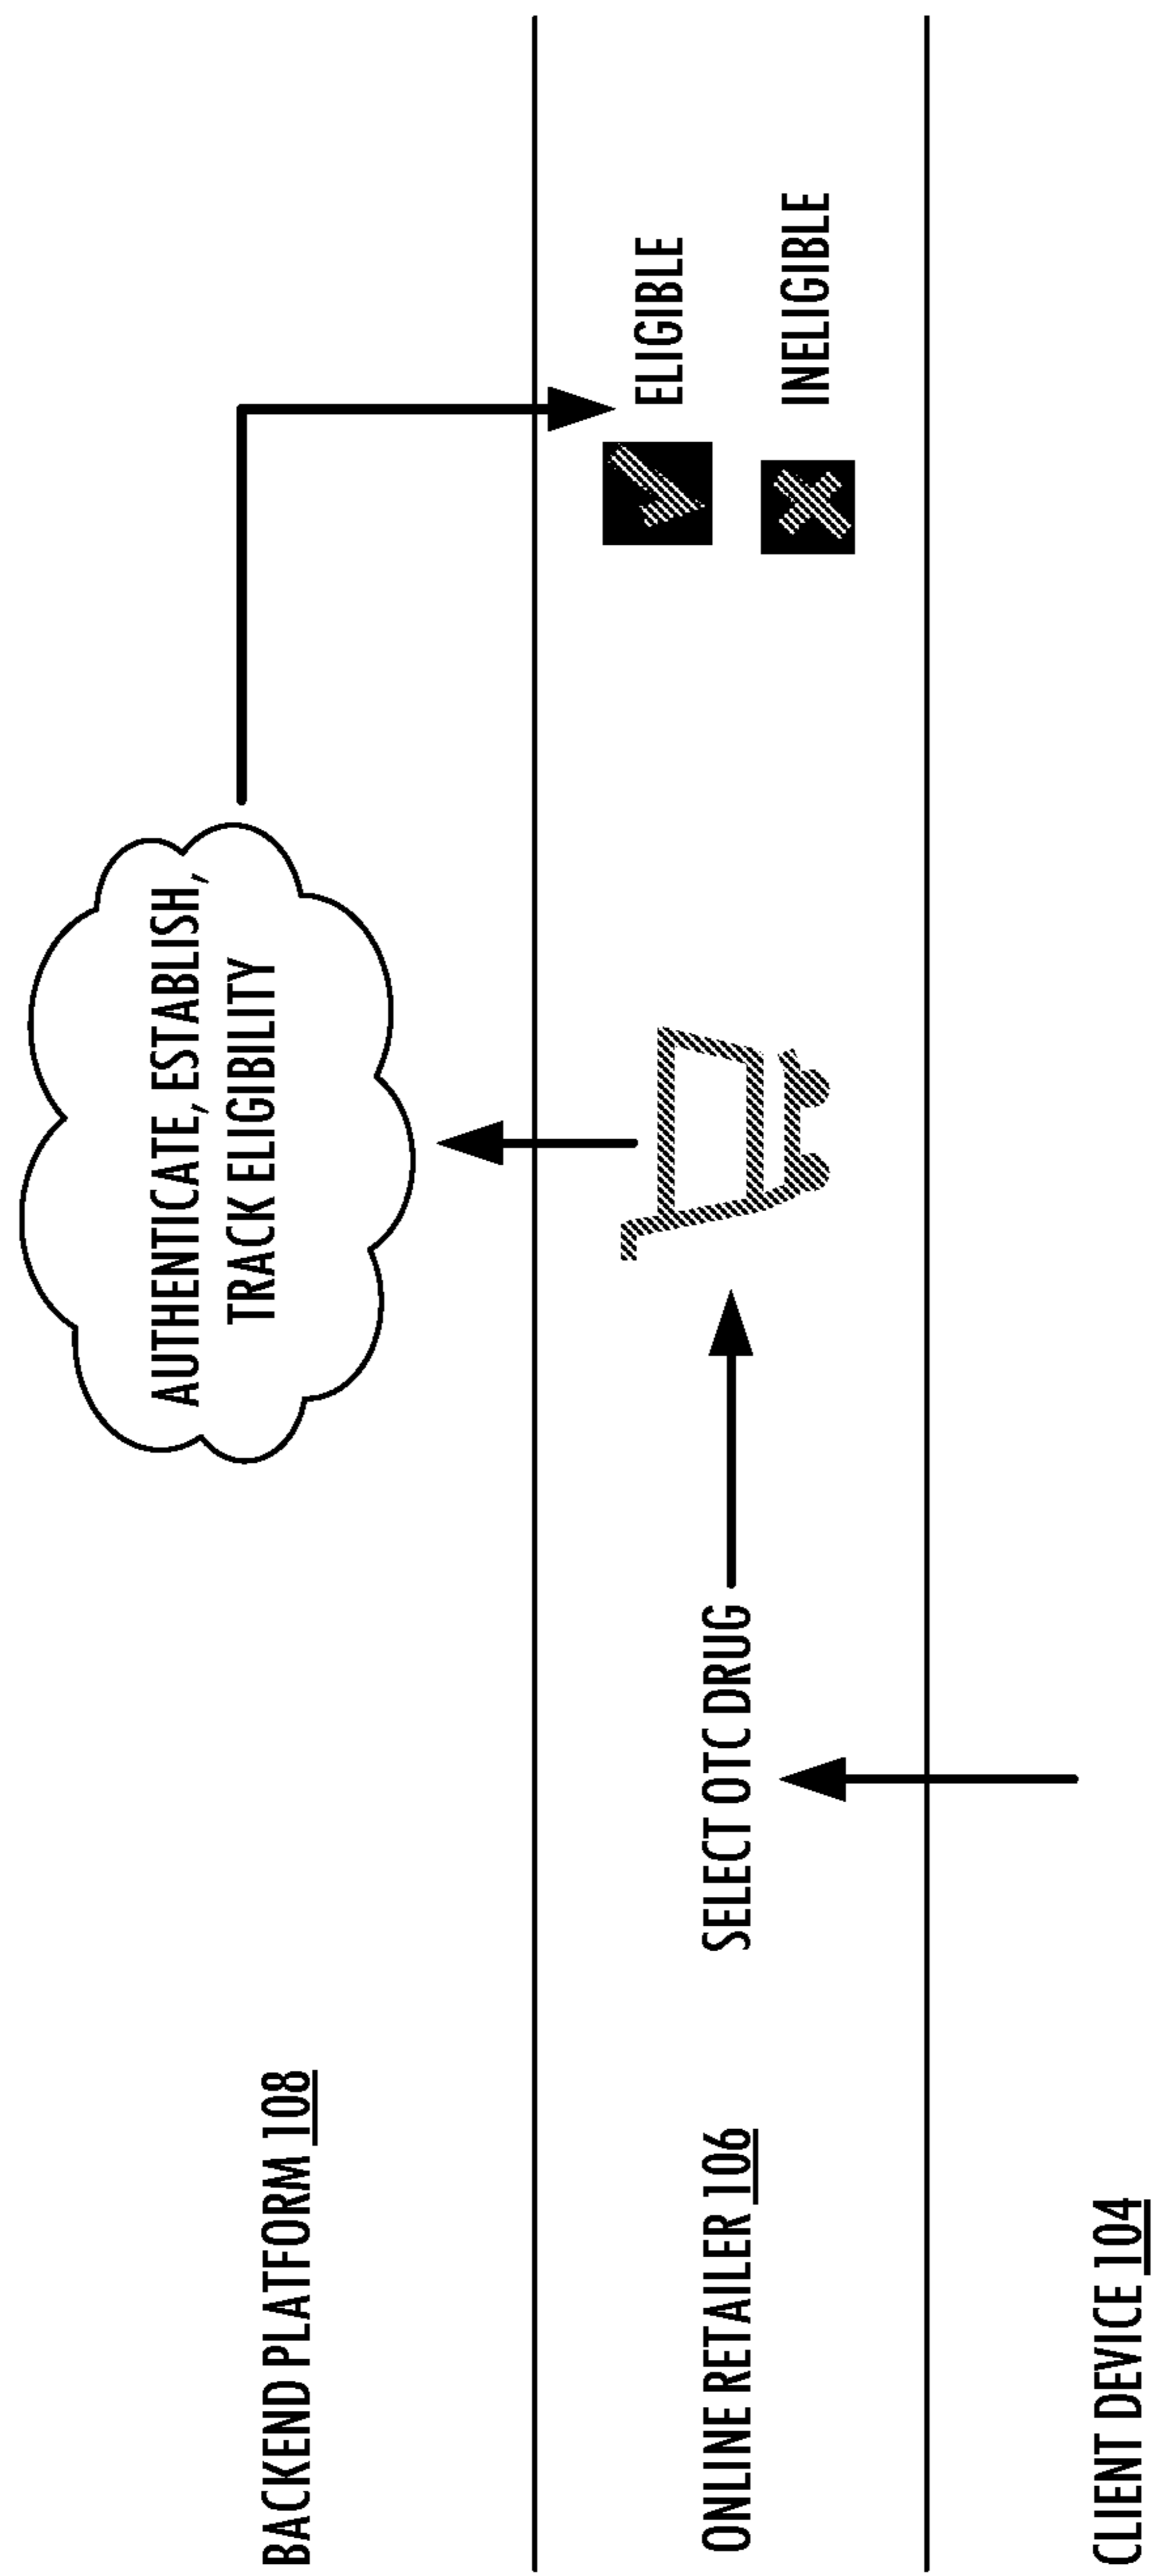 BACKEND PLATFORM 108
AUTHENTICATE, ESTABLISH,
TRACK ELIGIBILITY
ONLINE RETAILER 106
SELECT OTC DRUG
ELIGIBLE
INELIGIBLE
CLIENT DEVICE 104